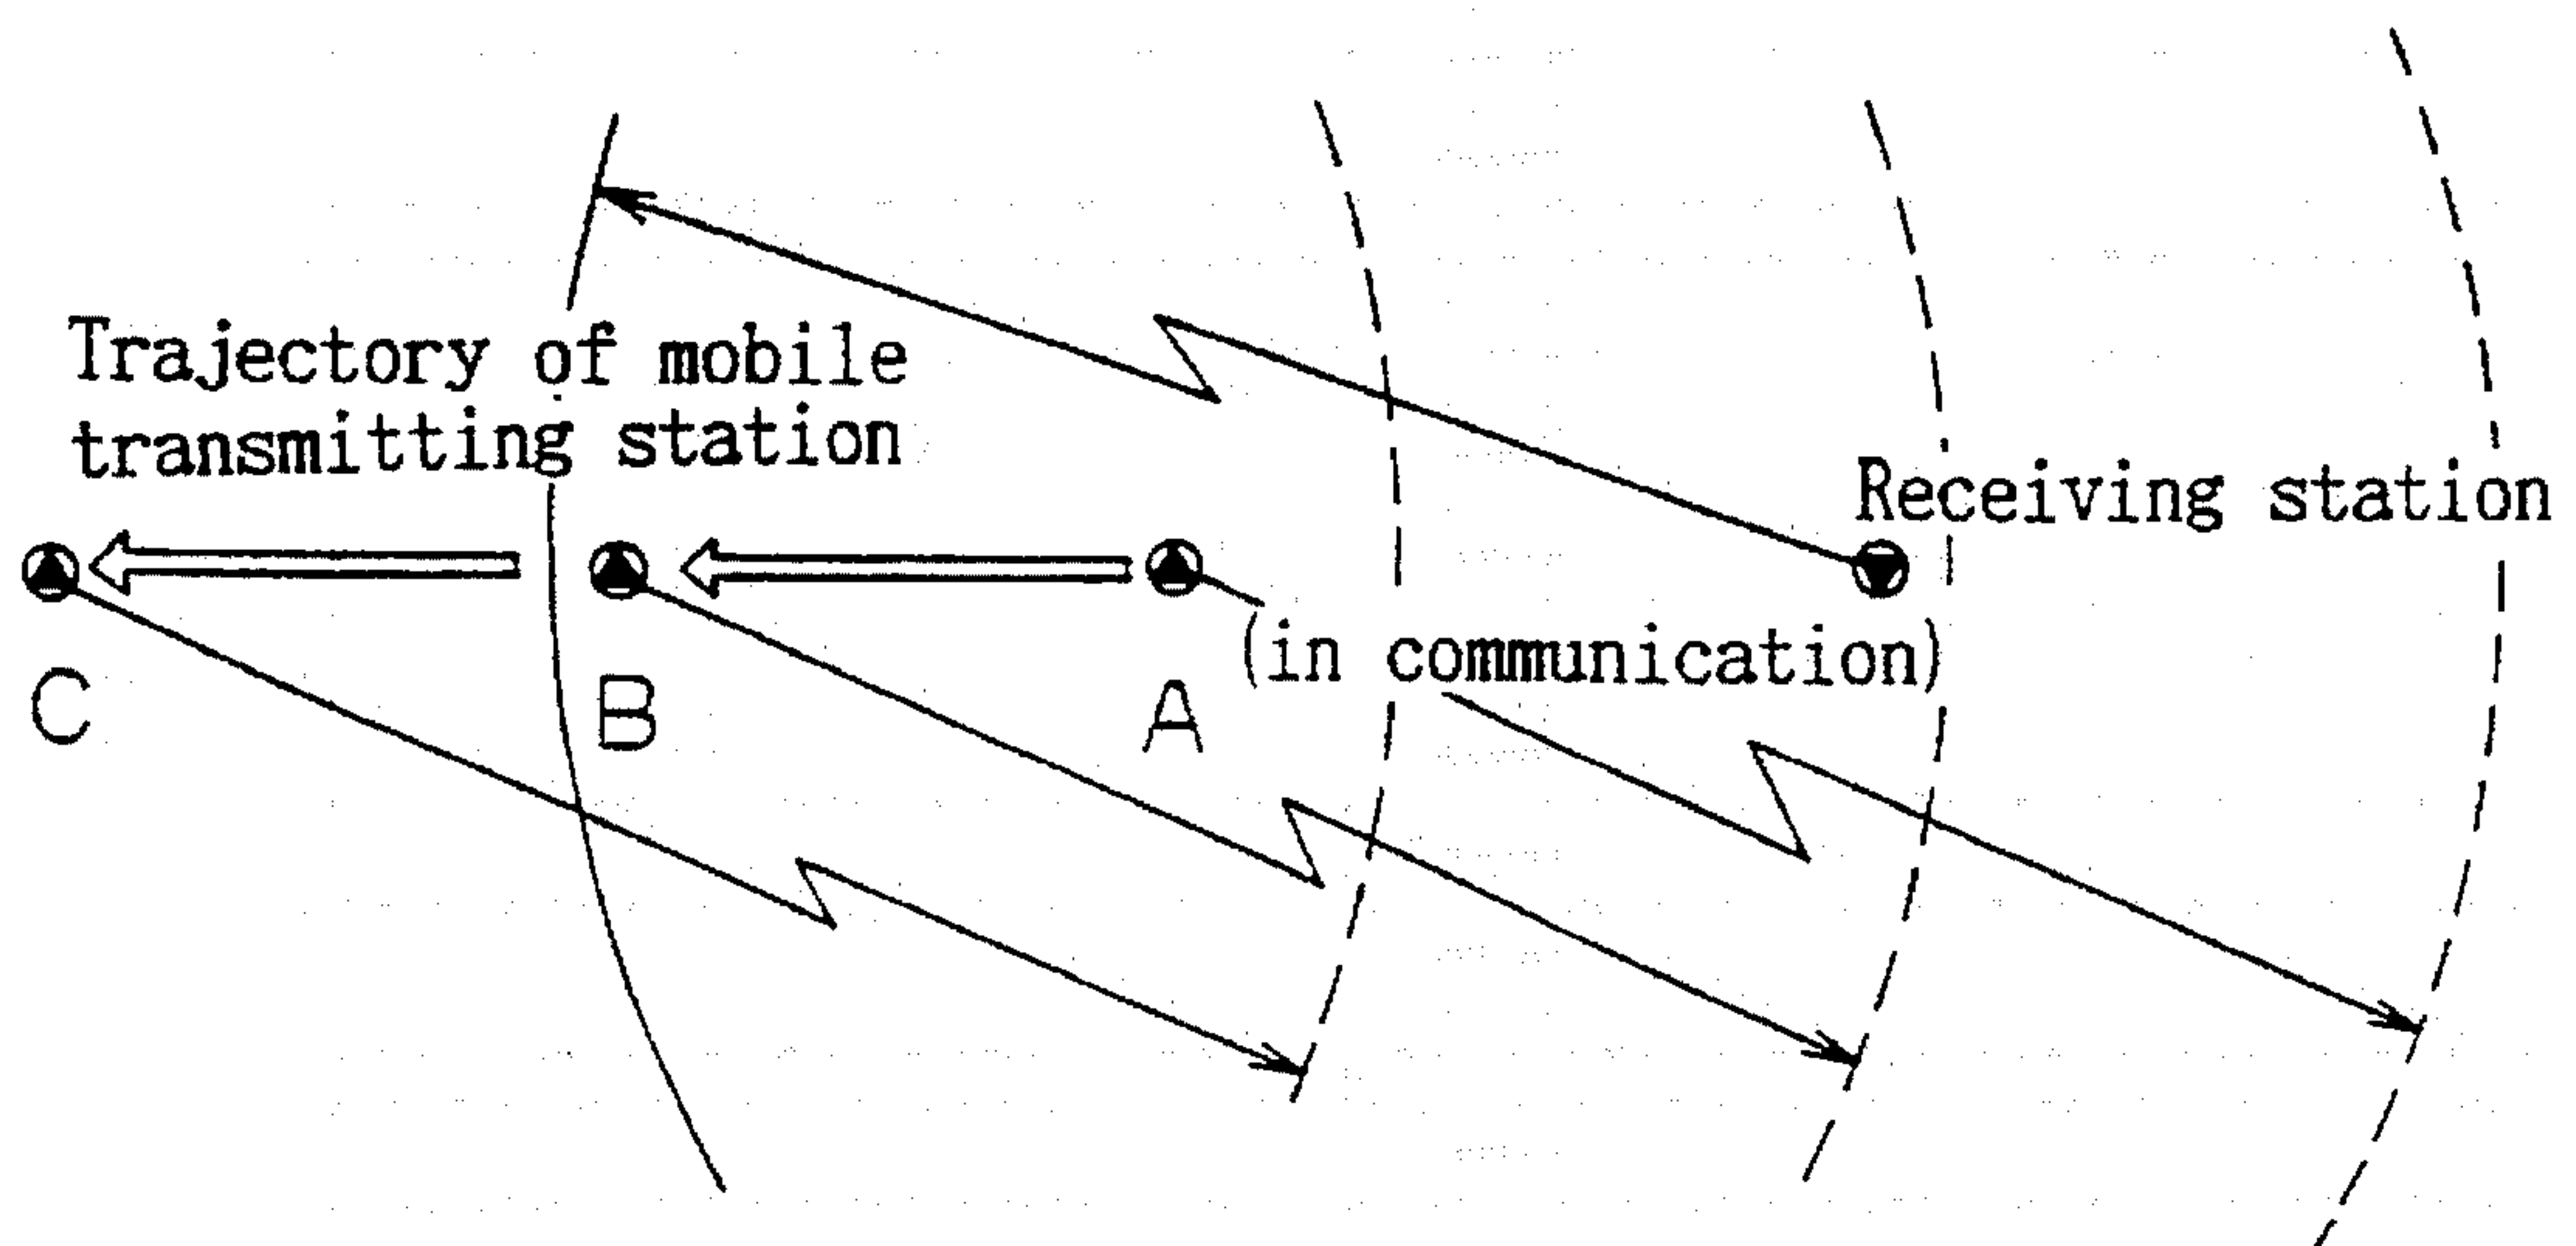 Trajectory of mobile
transmitting station
Receiving station
(in communication)
C
B
A